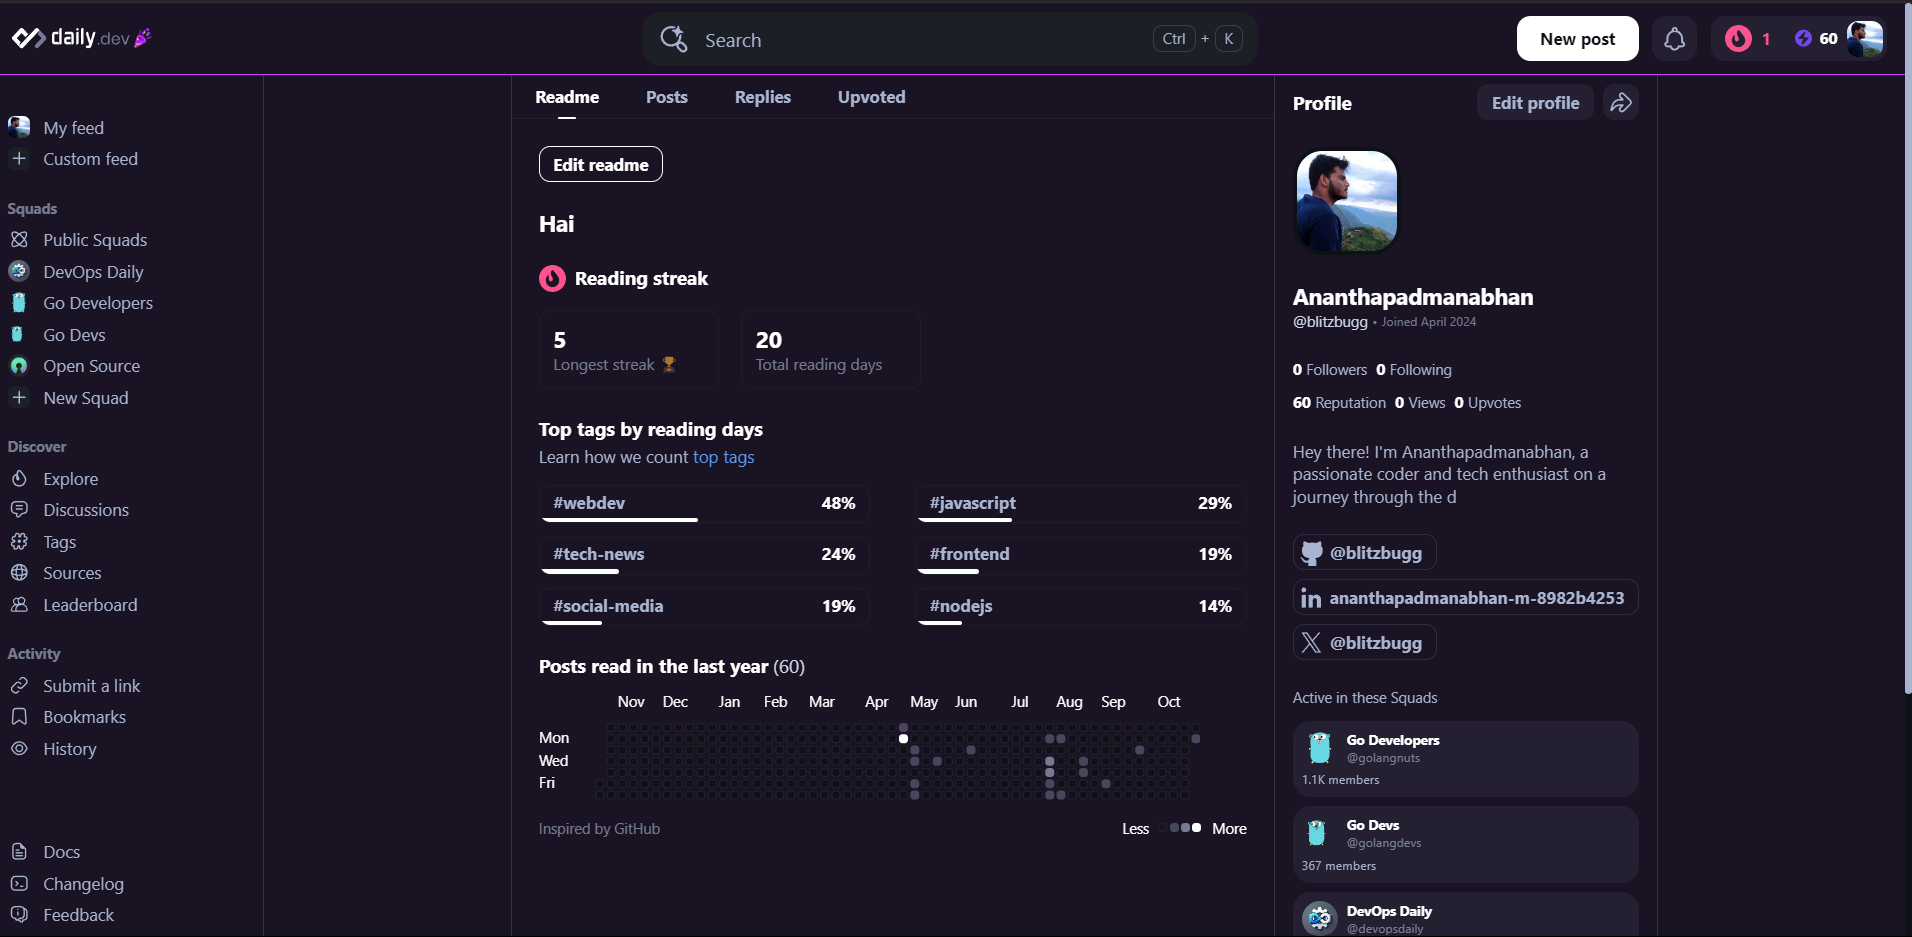 daily.dev
Search
Ctrl + K
New post
1
60
My feed
Custom feed
Squads
Public Squads
DevOps Daily
Go Developers
Go Devs
Open Source
New Squad
Discover
Explore
Discussions
Tags
Sources
Leaderboard
Activity
Submit a link
Bookmarks
History
Docs
Changelog
Feedback
Readme Posts Replies Upvoted
Edit readme
Hai
Reading streak
5
Longest streak
20
Total reading days
Top tags by reading days
Learn how we count top tags
#webdev 48%
#javascript 29%
#tech-news 24%
#frontend 19%
#social-media 19%
#nodejs 14%
Posts read in the last year (60)
Nov Dec Jan Feb Mar Apr May Jun Jul Aug Sep Oct
Mon
Wed
Fri
Inspired by GitHub
Less More
Profile
Edit profile
Ananthapadmanabhan
@blitzbugg • Joined April 2024
0 Followers 0 Following
60 Reputation 0 Views 0 Upvotes
Hey there! I'm Ananthapadmanabhan, a
passionate coder and tech enthusiast on a
journey through the d
@blitzbugg
in ananthapadmanabhan-m-8982b4253
X @blitzbugg
Active in these Squads
Go Developers
@golangnuts
1.1K members
Go Devs
@golangdevs
367 members
DevOps Daily
@devopsdaily